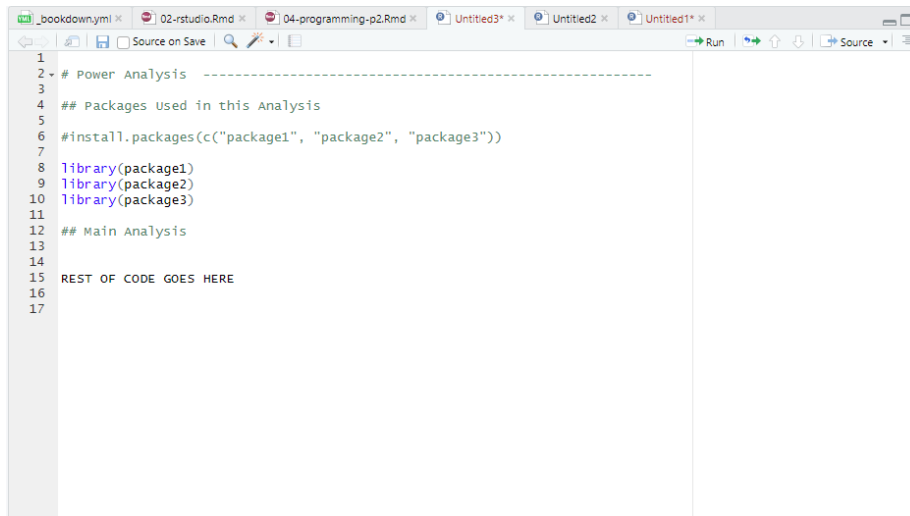 _bookdown.yml × 02-rstudio.Rmd × 04-programming-p2.Rmd × Untitled3* × Untitled2 × Untitled1* ×
Source on Save Run Source
1
2 # Power Analysis ---------------------------------------------------------
3
4 ## Packages Used in this Analysis
5
6 #install.packages(c("package1", "package2", "package3"))
7
8 library(package1)
9 library(package2)
10 library(package3)
11
12 ## Main Analysis
13
14
15 REST OF CODE GOES HERE
16
17